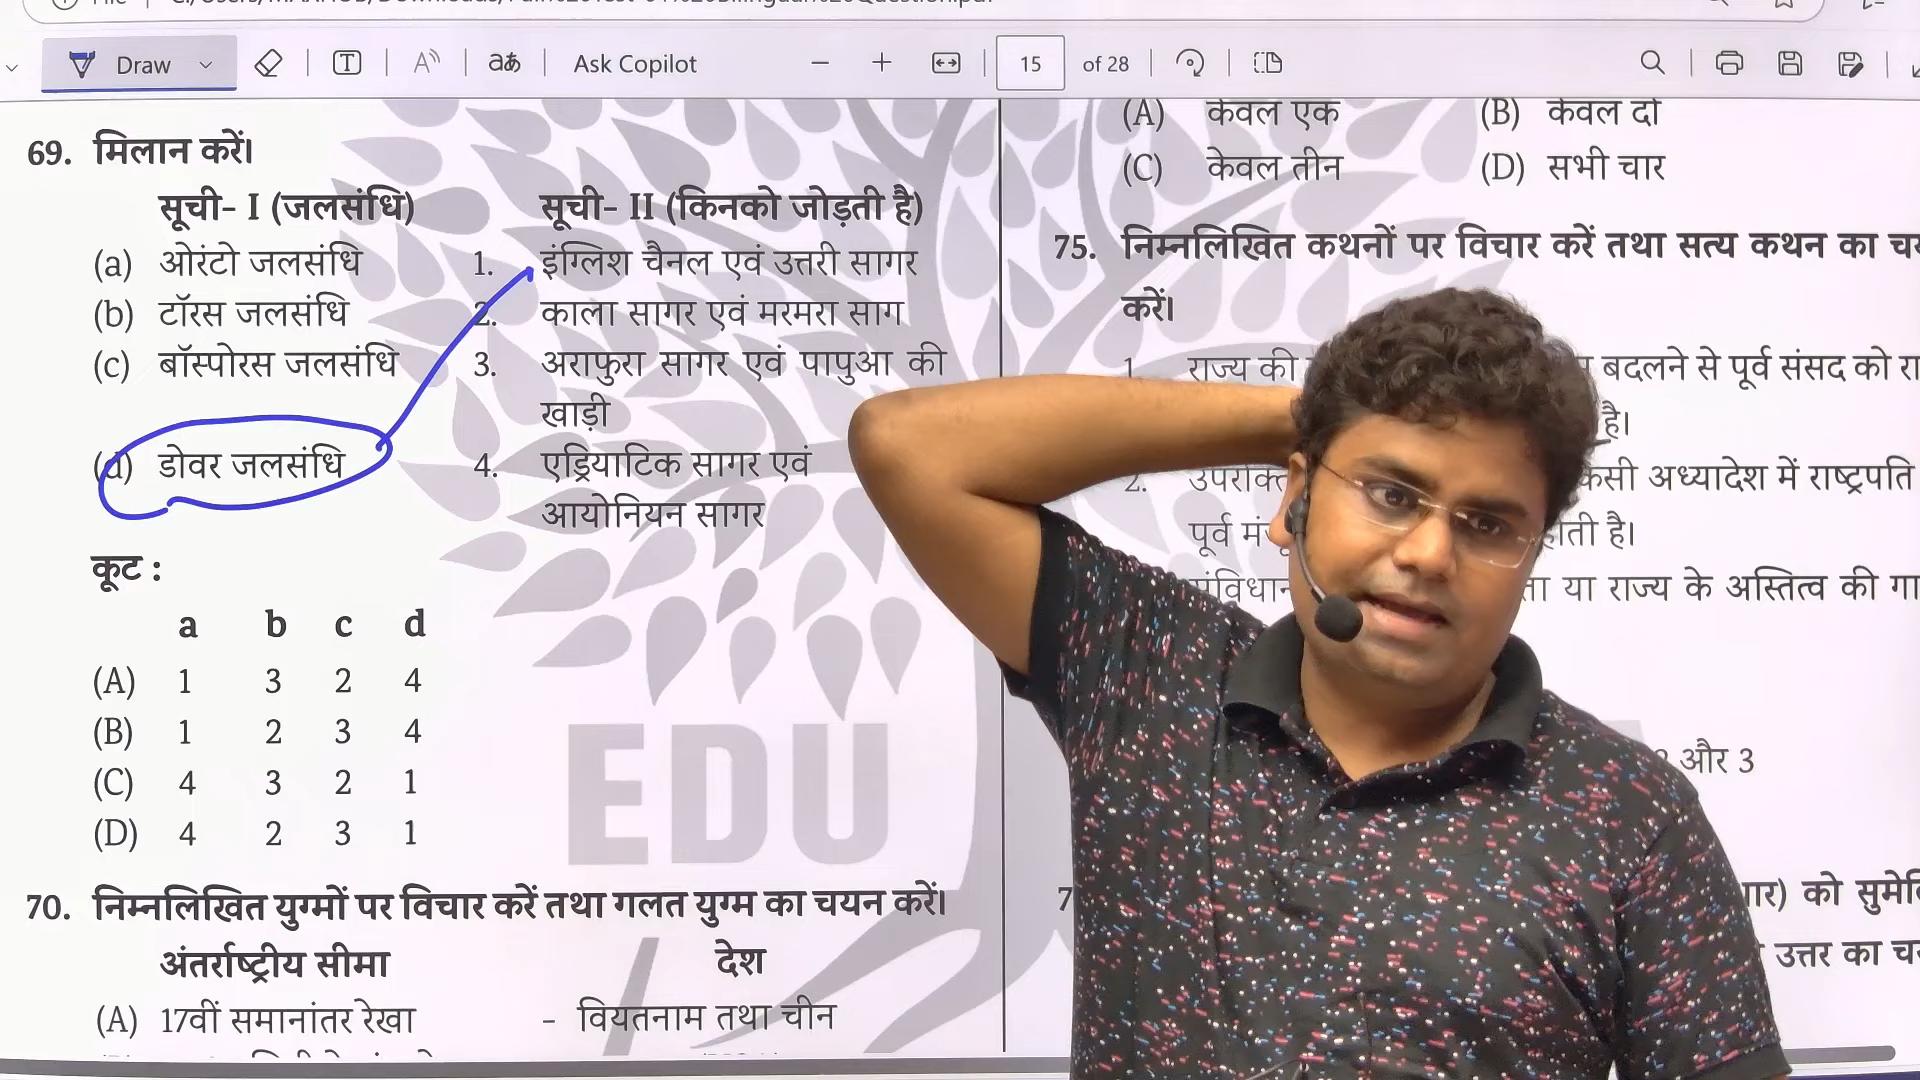 Draw
Ask Copilot
15 of 28
69. मिलान करें।
सूची- I (जलसंधि) सूची- II (किनको जोड़ती है)
(a) ओरंटो जलसंधि 1. इंग्लिश चैनल एवं उत्तरी सागर
(b) टॉरस जलसंधि 2. काला सागर एवं मरमरा साग
(c) बॉस्पोरस जलसंधि 3. अराफुरा सागर एवं पापुआ की
खाड़ी
(d) डोवर जलसंधि 4. एड्रियाटिक सागर एवं
आयोनियन सागर
कूट :
a b c d
(A) 1 3 2 4
(B) 1 2 3 4
(C) 4 3 2 1
(D) 4 2 3 1
70. निम्नलिखित युग्मों पर विचार करें तथा गलत युग्म का चयन करें।
अंतर्राष्ट्रीय सीमा देश
(A) 17वीं समानांतर रेखा - वियतनाम तथा चीन
(A) केवल एक (B) केवल दो
(C) केवल तीन (D) सभी चार
75. निम्नलिखित कथनों पर विचार करें तथा सत्य कथन का
करें।
1. राज्य की बदलने से पूर्व संसद को
है।
2. अध्यादेश में राष्ट्रपति
पूर्व है।
या राज्य के अस्तित्व की
और 3
को
उत्तर का
EDU